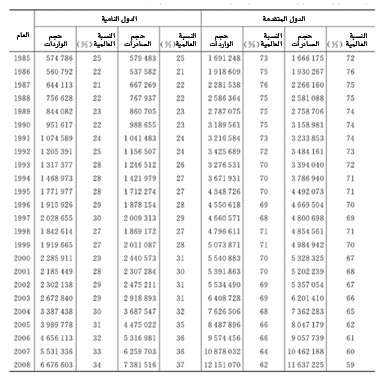 الدول النامية الدول المتقدمة
العام حجم الواردات النسبة العالمية (%) حجم الصادرات النسبة العالمية (%) حجم الواردات النسبة العالمية (%) حجم الصادرات النسبة العالمية (%)
1985 574 786 25 579 483 25 1 691 248 73 1 666 175 72
1986 560 792 22 537 582 21 1 918 609 75 1 930 267 76
1987 644 113 21 667 269 22 2 281 538 76 2 266 160 75
1988 756 628 22 767 937 22 2 586 364 75 2 581 088 75
1989 844 082 23 860 705 23 2 787 075 75 2 758 706 74
1990 951 617 22 988 655 23 3 189 561 75 3 158 981 74
1991 1 074 589 24 1 041 483 24 3 216 584 73 3 233 853 74
1992 1 205 391 25 1 156 507 24 3 425 689 72 3 484 161 73
1993 1 317 377 28 1 246 512 26 3 276 531 70 3 394 040 72
1994 1 468 973 28 1 421 979 27 3 671 931 70 3 786 940 71
1995 1 771 977 28 1 712 274 28 4 348 726 70 4 492 073 71
1996 1 915 926 29 1 878 154 28 4 550 618 69 4 669 504 70
1997 2 028 655 30 2 009 313 29 4 660 571 68 4 800 698 69
1998 1 842 614 27 1 869 172 27 4 796 611 71 4 854 561 71
1999 1 919 665 27 2 011 087 28 5 073 871 71 4 984 942 70
2000 2 285 911 29 2 440 573 31 5 540 883 70 5 328 325 67
2001 2 185 449 28 2 307 284 30 5 391 863 70 5 202 239 68
2002 2 302 138 29 2 475 211 31 5 534 490 69 5 357 054 67
2003 2 672 840 29 2 918 893 31 6 408 728 69 6 201 410 66
2004 3 387 438 30 3 687 547 32 7 626 506 68 7 362 283 65
2005 3 989 778 31 4 475 022 35 8 487 896 66 8 047 179 62
2006 4 656 113 32 5 316 981 36 9 574 458 66 9 057 739 61
2007 5 531 336 33 6 259 703 36 10 878 032 64 10 462 188 60
2008 6 676 603 34 7 381 516 37 12 151 070 62 11 637 225 59